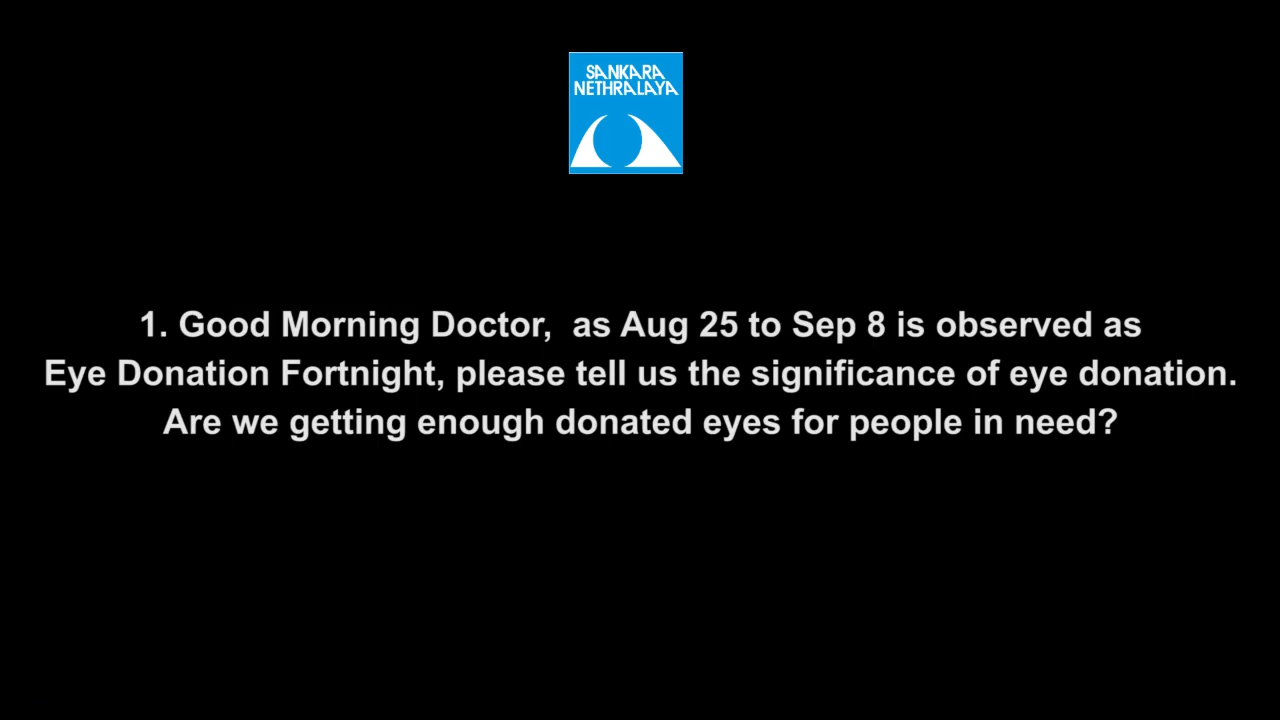 SANKARA
NETHRALAYA
1. Good Morning Doctor,  as Aug 25 to Sep 8 is observed as
Eye Donation Fortnight, please tell us the significance of eye donation.
Are we getting enough donated eyes for people in need?